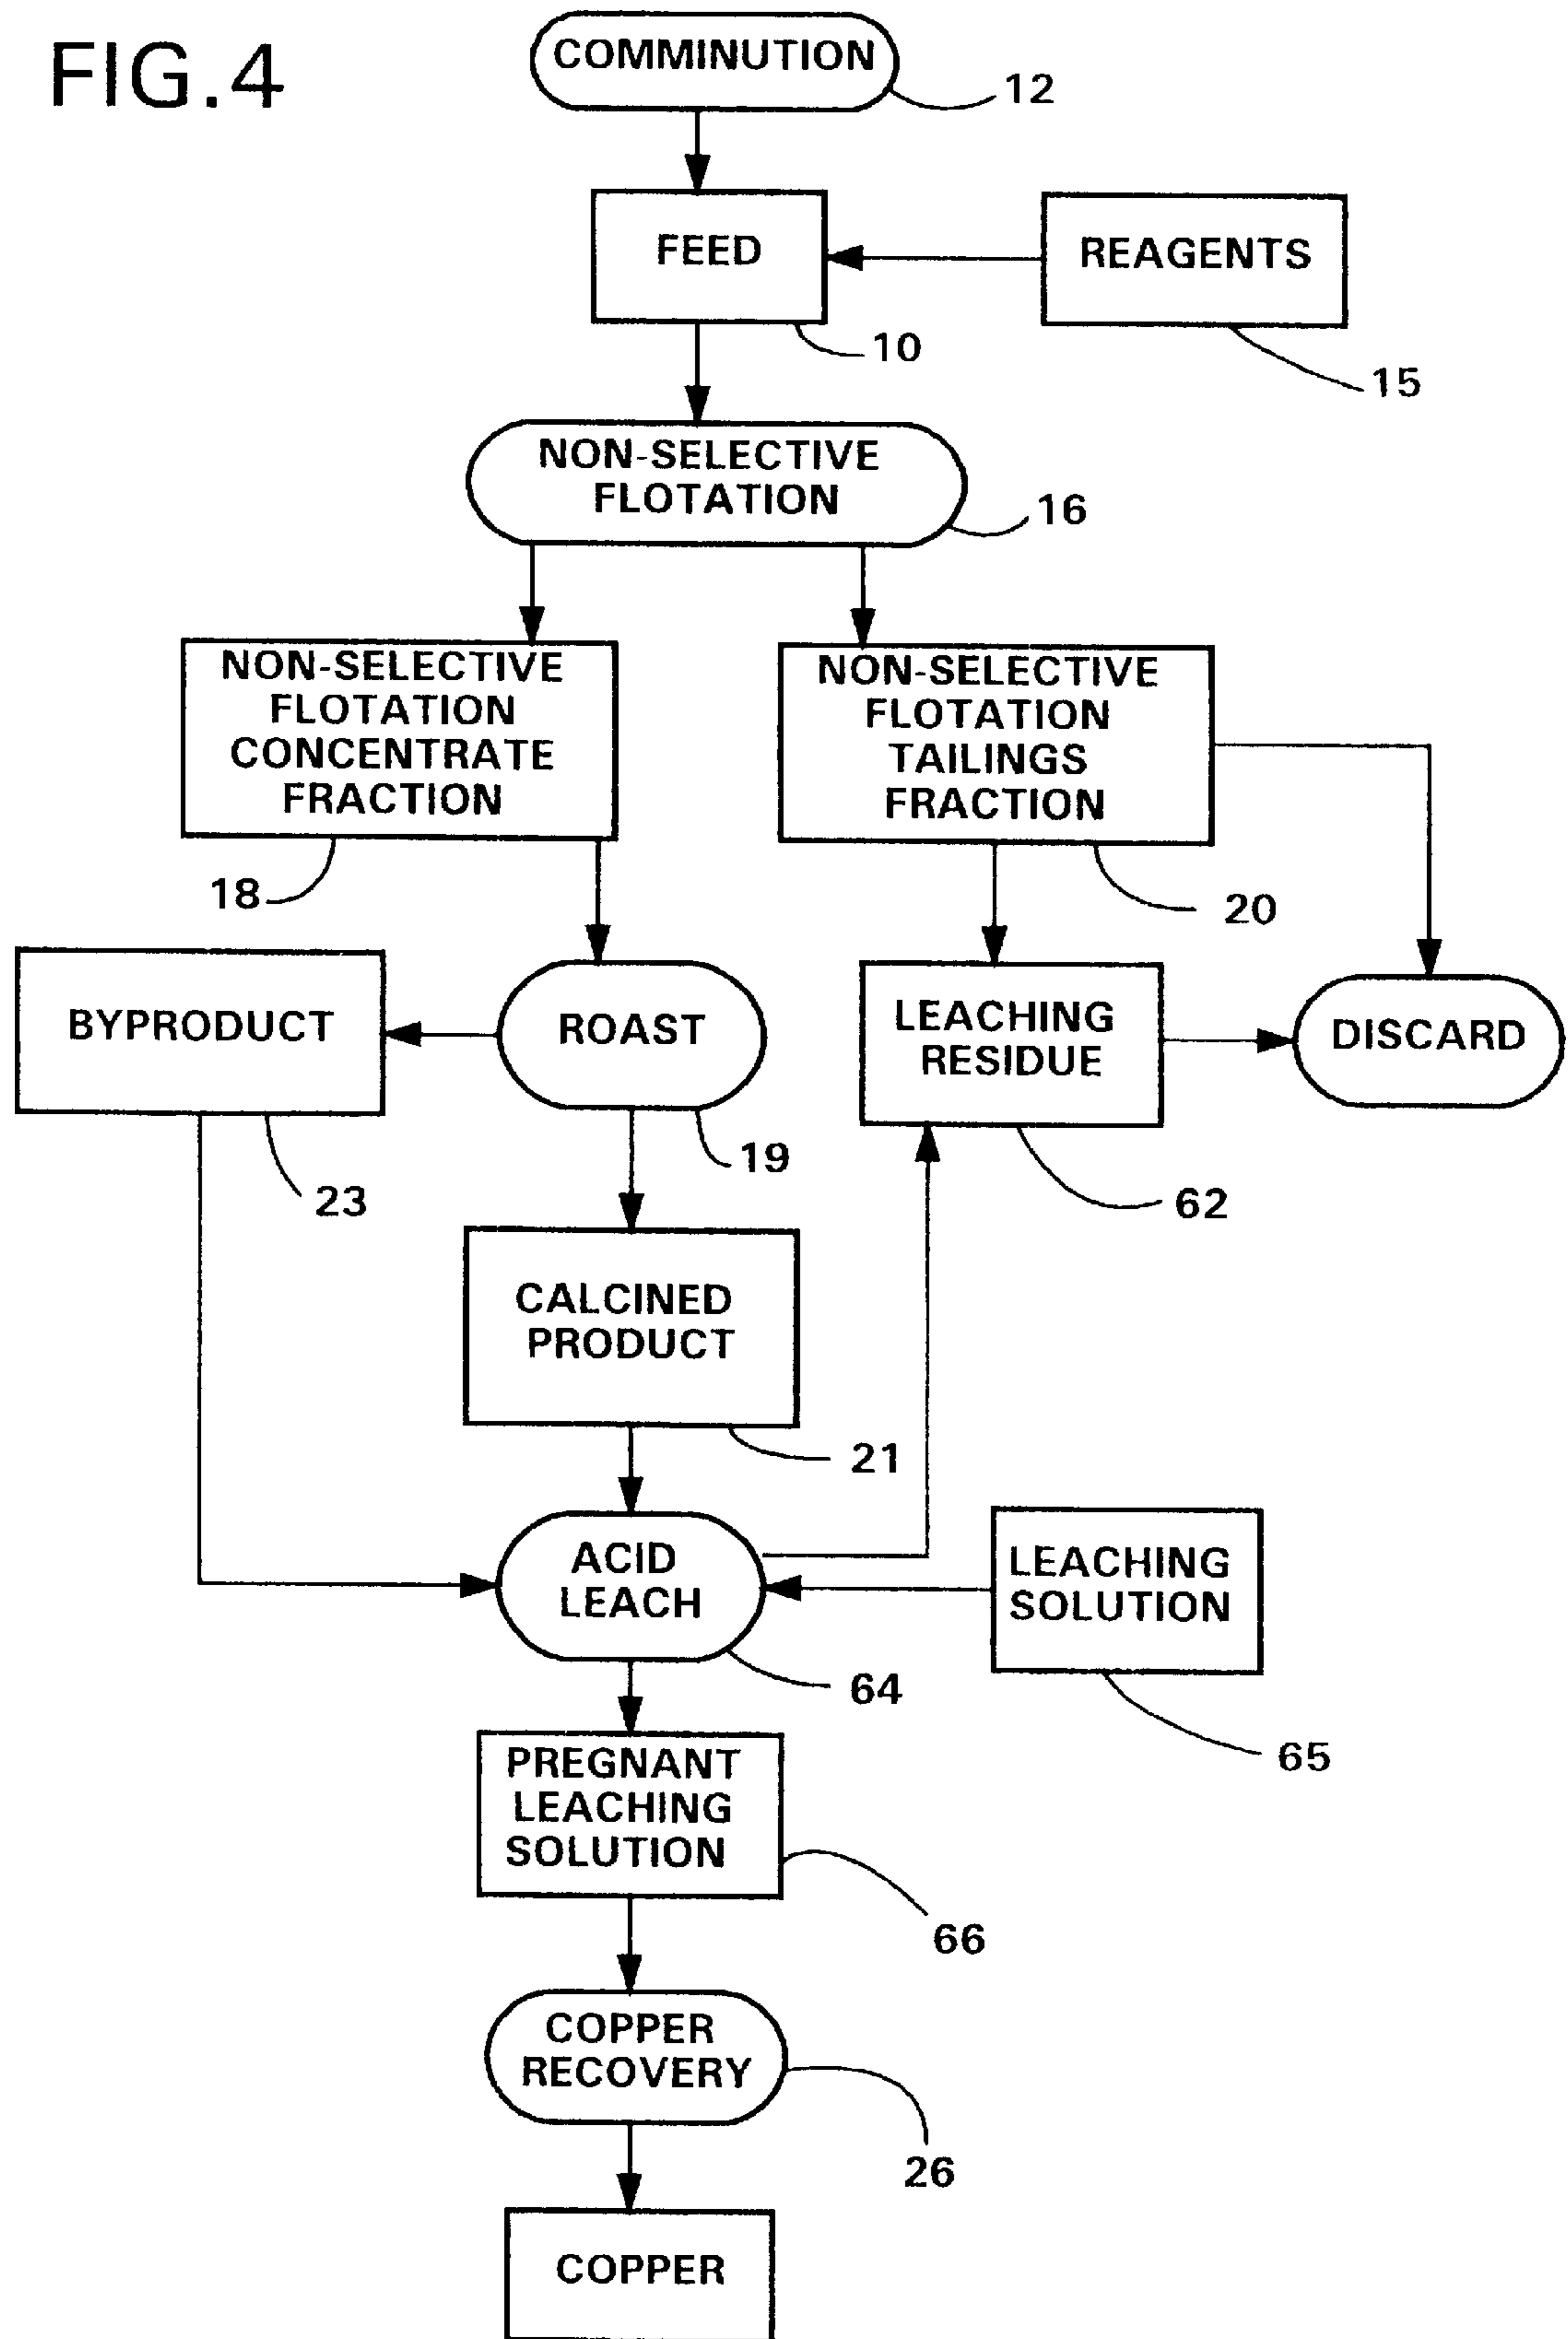 FIG.4
COMMINUTION
12
FEED
REAGENTS
10
15
NON-SELECTIVE
FLOTATION
16
NON-SELECTIVE
FLOTATION
CONCENTRATE
FRACTION
NON-SELECTIVE
FLOTATION
TAILINGS
FRACTION
18
20
BYPRODUCT
ROAST
LEACHING
RESIDUE
DISCARD
19
23
62
CALCINED
PRODUCT
21
ACID
LEACH
LEACHING
SOLUTION
64
65
PREGNANT
LEACHING
SOLUTION
66
COPPER
RECOVERY
26
COPPER